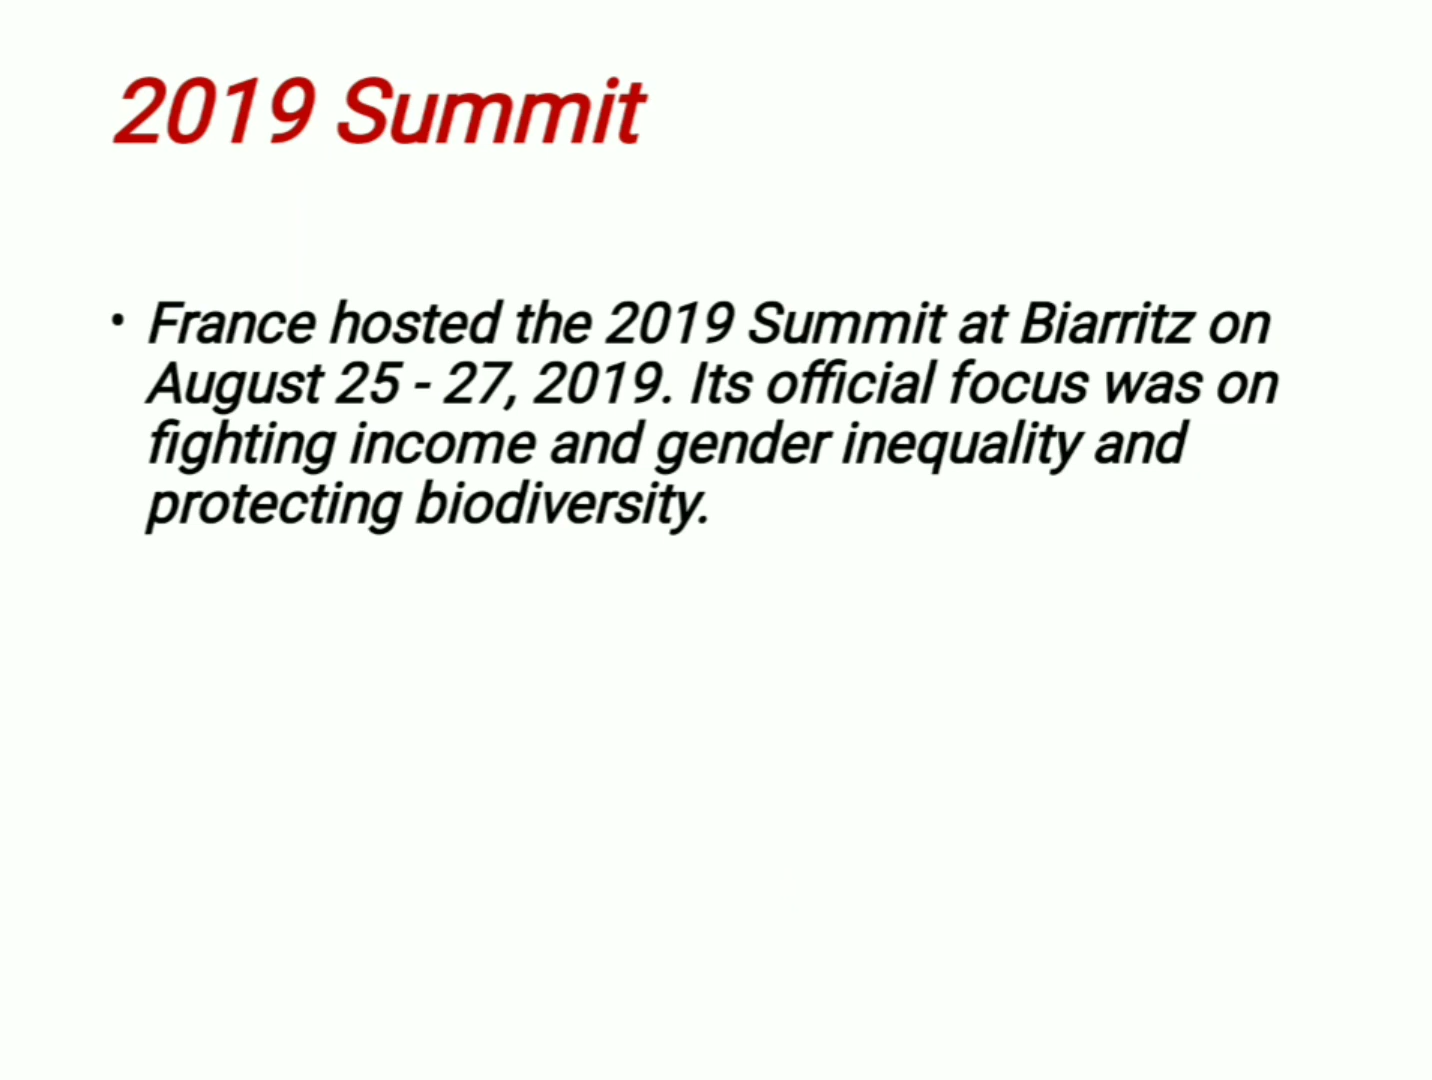 2019 Summit
• France hosted the 2019 Summit at Biarritz on
August 25 - 27, 2019. Its official focus was on
fighting income and gender inequality and
protecting biodiversity.